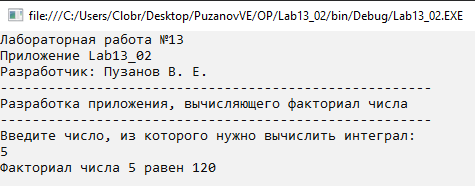 file:///C:/Users/Clobr/Desktop/PuzanovVE/OP/Lab13_02/bin/Debug/Lab13_02.EXE
Лабораторная работа №13
Приложение Lab13_02
Разработчик: Пузанов В. Е.
------------------------------------------------------
Разработка приложения, вычисляющего факториал числа
------------------------------------------------------
Введите число, из которого нужно вычислить интеграл:
5
Факториал числа 5 равен 120